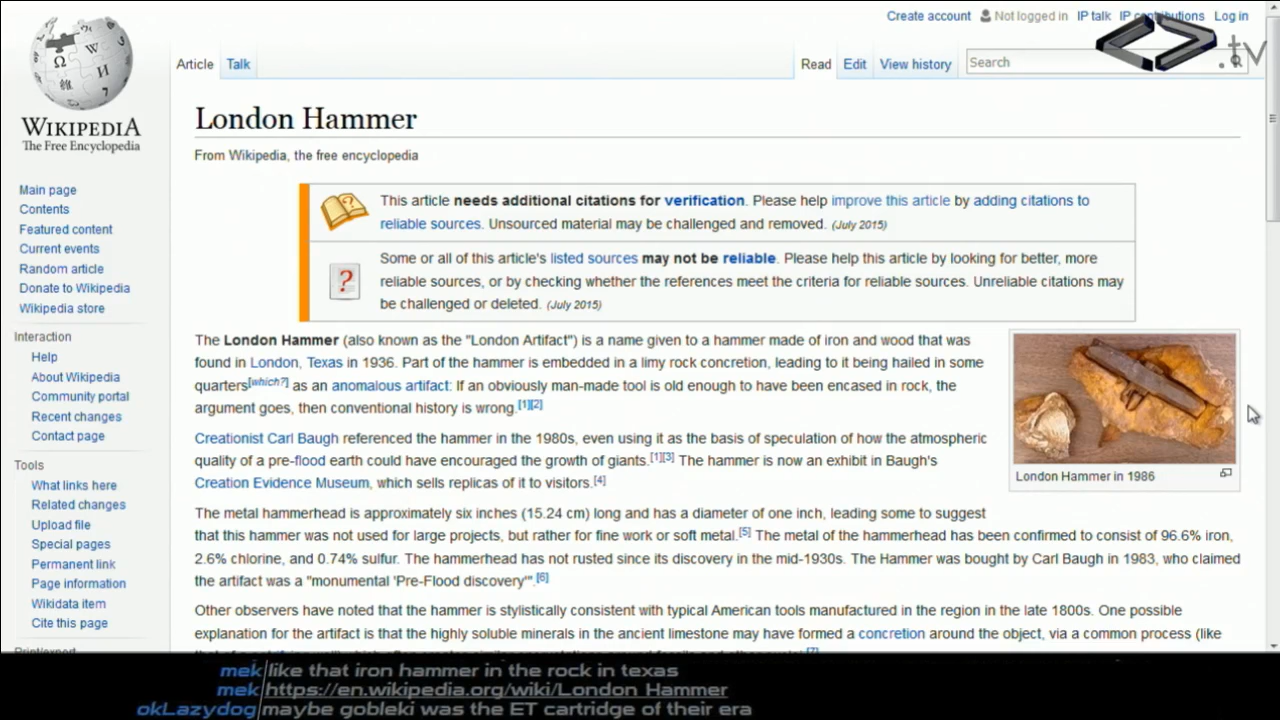 Create account Not logged in IP talk IP contributions Log in
Article Talk Read Edit View history Search
.tv
WIKIPEDIA
The Free Encyclopedia
London Hammer
From Wikipedia, the free encyclopedia
Main page
Contents
Featured content
Current events
Random article
Donate to Wikipedia
Wikipedia store
Interaction
Help
About Wikipedia
Community portal
Recent changes
Contact page
Tools
What links here
Related changes
Upload file
Special pages
Permanent link
Page information
Wikidata item
Cite this page
Print/export
This article needs additional citations for verification. Please help improve this article by adding citations to
reliable sources. Unsourced material may be challenged and removed. (July 2015)
Some or all of this article's listed sources may not be reliable. Please help this article by looking for better, more
reliable sources, or by checking whether the references meet the criteria for reliable sources. Unreliable citations may
be challenged or deleted. (July 2015)
The London Hammer (also known as the "London Artifact") is a name given to a hammer made of iron and wood that was
found in London, Texas in 1936. Part of the hammer is embedded in a limy rock concretion, leading to it being hailed in some
quarters[which?] as an anomalous artifact: If an obviously man-made tool is old enough to have been encased in rock, the
argument goes, then conventional history is wrong.[1][2]
London Hammer in 1986
Creationist Carl Baugh referenced the hammer in the 1980s, even using it as the basis of speculation of how the atmospheric
quality of a pre-flood earth could have encouraged the growth of giants.[1][3] The hammer is now an exhibit in Baugh's
Creation Evidence Museum, which sells replicas of it to visitors.[4]
The metal hammerhead is approximately six inches (15.24 cm) long and has a diameter of one inch, leading some to suggest
that this hammer was not used for large projects, but rather for fine work or soft metal.[5] The metal of the hammerhead has been confirmed to consist of 96.6% iron,
2.6% chlorine, and 0.74% sulfur. The hammerhead has not rusted since its discovery in the mid-1930s. The Hammer was bought by Carl Baugh in 1983, who claimed
the artifact was a "monumental 'Pre-Flood discovery'".[6]
Other observers have noted that the hammer is stylistically consistent with typical American tools manufactured in the region in the late 1800s. One possible
explanation for the artifact is that the highly soluble minerals in the ancient limestone may have formed a concretion around the object, via a common process (like
mek like that iron hammer in the rock in texas
mek https://en.wikipedia.org/wiki/London_Hammer
okLazydog maybe gobleki was the ET cartridge of their era